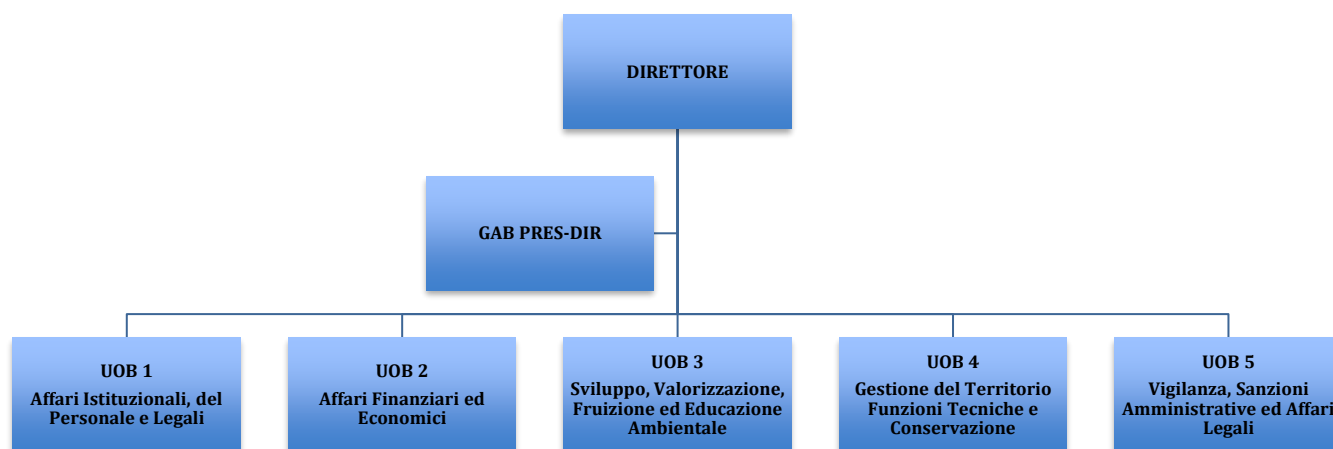 DIRETTORE
GAB PRES-DIR
UOB 1
Affari Istituzionali, del
Personale e Legali
UOB 2
Affari Finanziari ed
Economici
UOB 3
Sviluppo, Valorizzazione,
Fruizione ed Educazione
Ambientale
UOB 4
Gestione del Territorio
Funzioni Tecniche e
Conservazione
UOB 5
Vigilanza, Sanzioni
Amministrative ed Affari
Legali